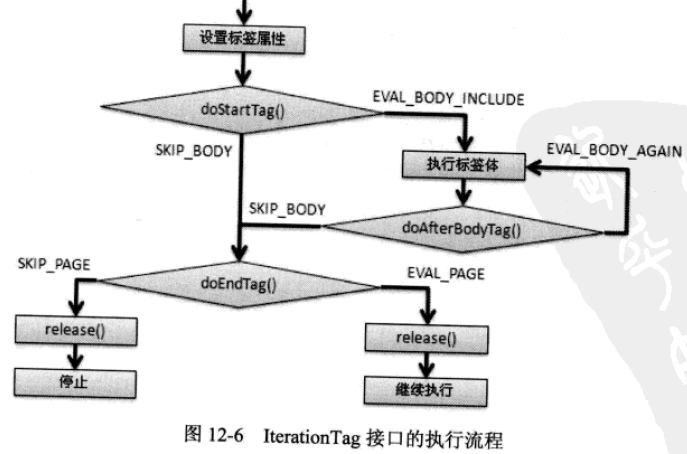 设置标签属性
doStartTag()
EVAL_BODY_INCLUDE
SKIP_BODY
执行标签体
EVAL_BODY_AGAIN
SKIP_BODY
doAfterBodyTag()
SKIP_PAGE
doEndTag()
EVAL_PAGE
release()
release()
停止
继续执行
图 12-6 IterationTag 接口的执行流程